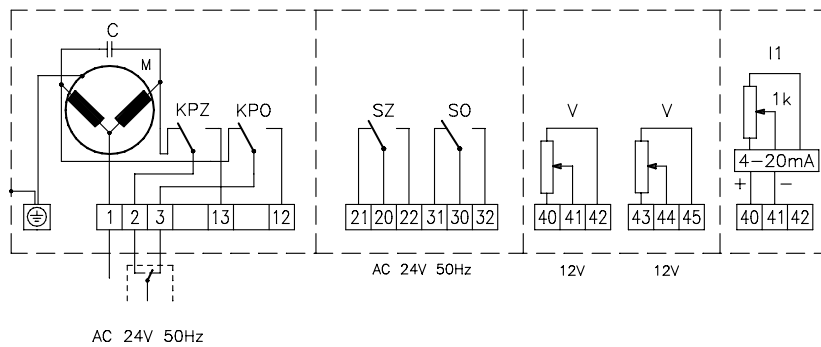 C
M
KPZ KPO
1 2 3 13 12
AC 24V 50Hz
SZ SO
21 20 22 31 30 32
AC 24V 50Hz
V V
40 41 42 43 44 45
12V 12V
I1
1k
4-20mA
+ -
40 41 42